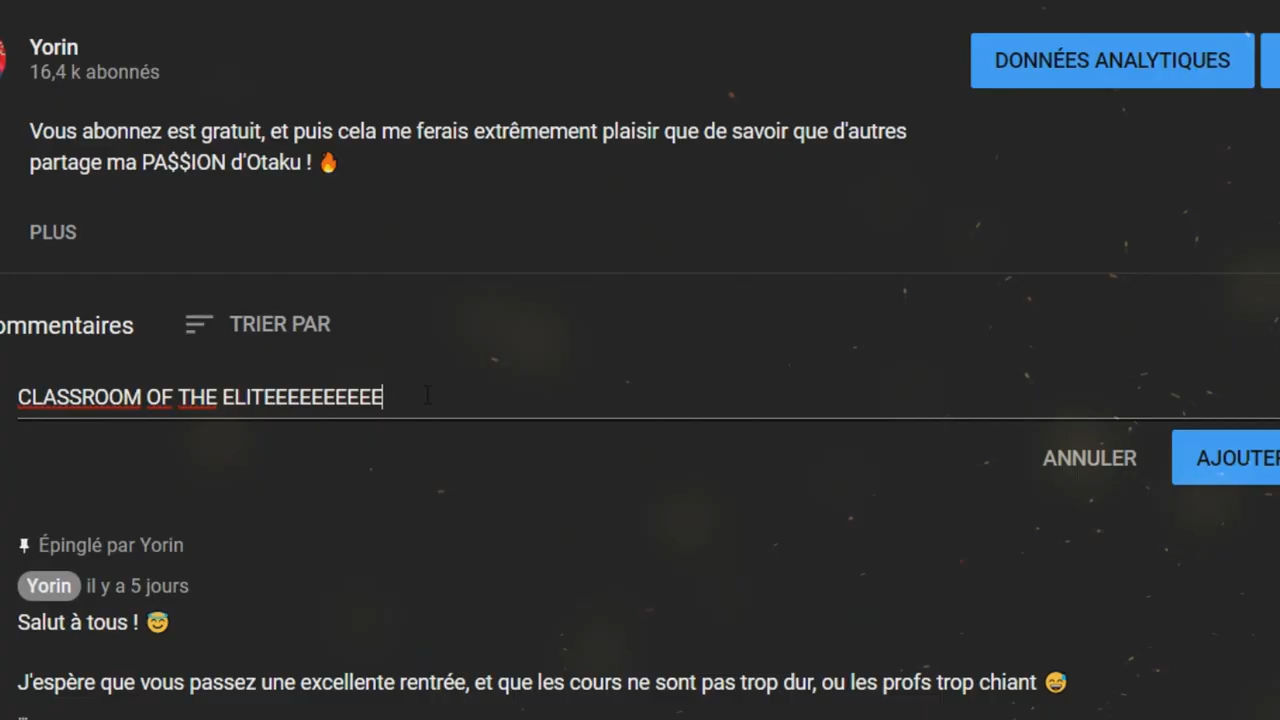 Yorin
16,4 k abonnés
DONNÉES ANALYTIQUES
Vous abonnez est gratuit, et puis cela me ferais extrêmement plaisir que de savoir que d'autres
partage ma PA$$ION d'Otaku ! 🔥
PLUS
ommentaires
TRIER PAR
CLASSROOM OF THE ELITEEEEEEEEEE
ANNULER
AJOUTER
Épinglé par Yorin
Yorin il y a 5 jours
Salut à tous ! 😇
J'espère que vous passez une excellente rentrée, et que les cours ne sont pas trop dur, ou les profs trop chiant 😅